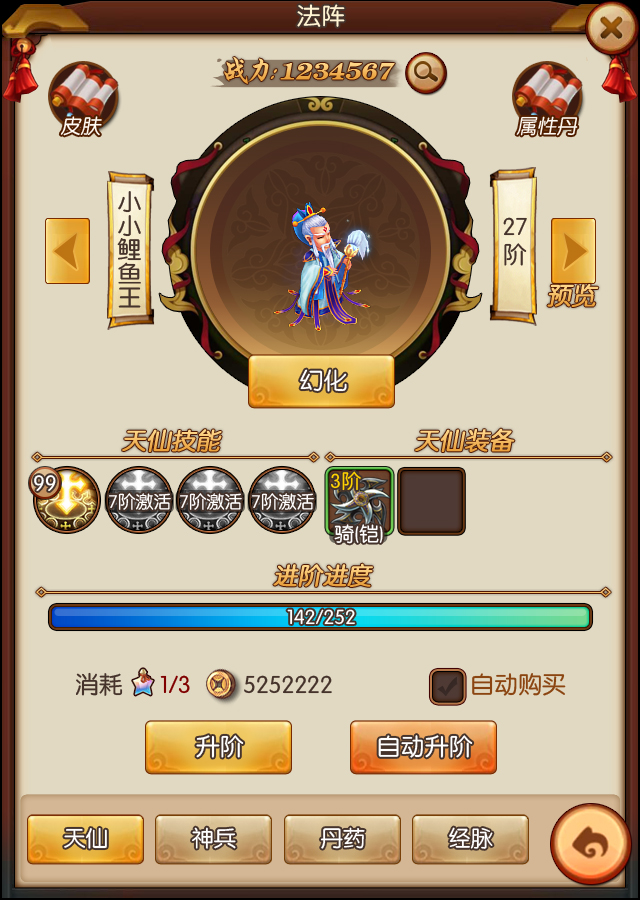 法阵
战力:1234567
皮肤
属性丹
小小鲤鱼王
27
阶
预览
幻化
天仙技能
天仙装备
99
7阶激活
7阶激活
7阶激活
3阶
骑(铠)
进阶进度
142/252
消耗 1/3 5252222 自动购买
升阶
自动升阶
天仙
神兵
丹药
经脉